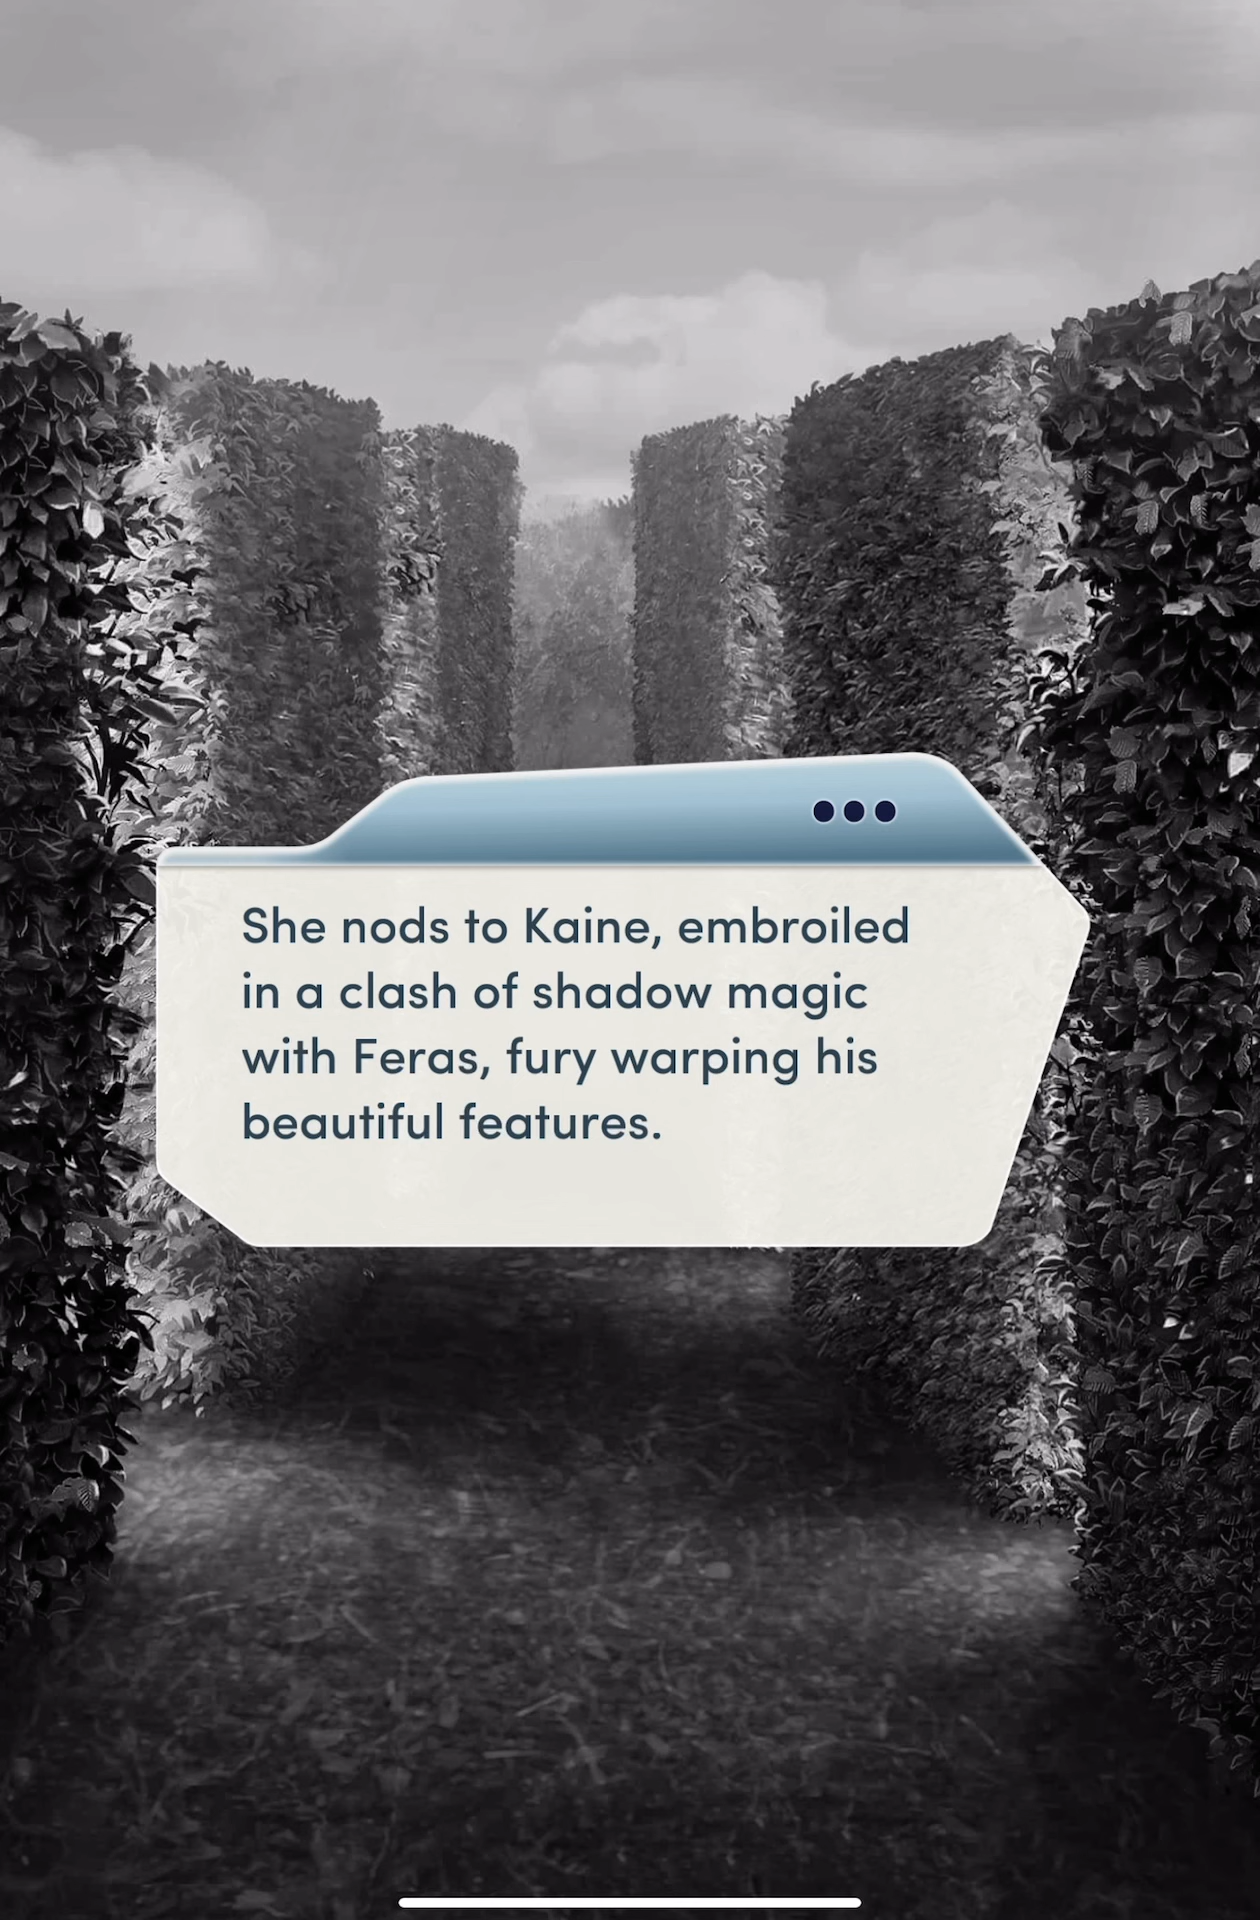 She nods to Kaine, embroiled
in a clash of shadow magic
with Feras, fury warping his
beautiful features.